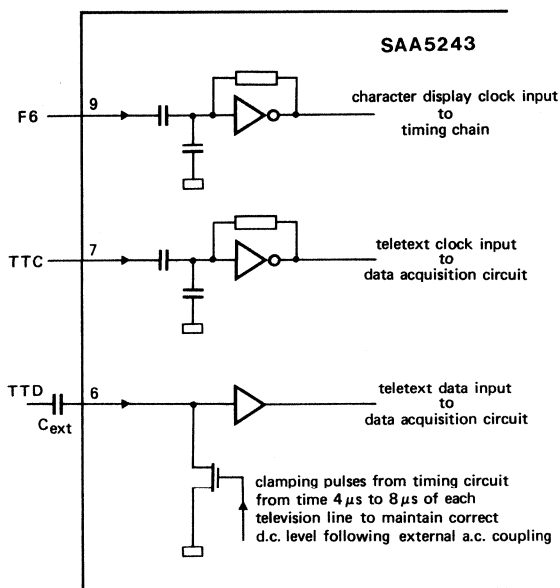 SAA5243
F6
9
character display clock input
to
timing chain
TTC
7
teletext clock input
to
data acquisition circuit
TTD
6
Cext
teletext data input
to
data acquisition circuit
clamping pulses from timing circuit
from time 4 µs to 8 µs of each
television line to maintain correct
d.c. level following external a.c. coupling